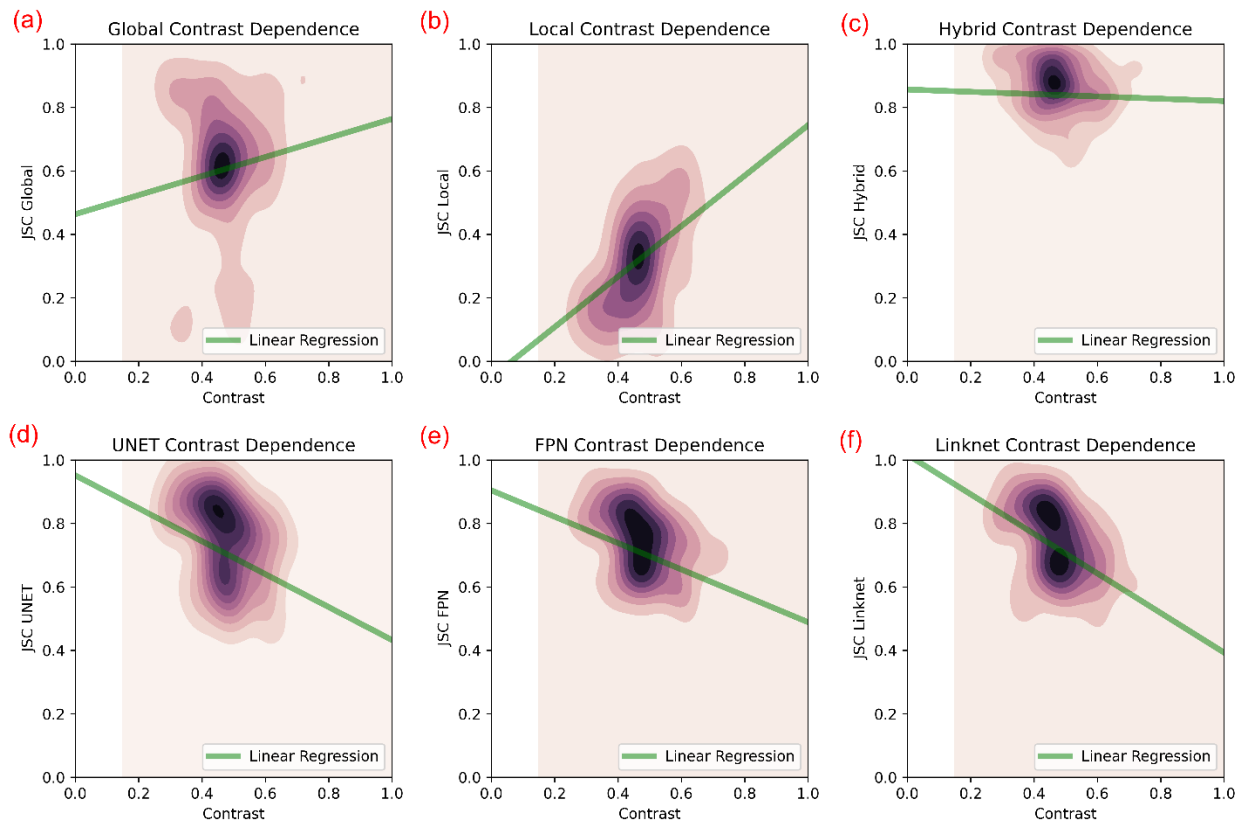 (a)
Global Contrast Dependence
JSC Global
1.0
0.8
0.6
0.4
0.2
0.0
Linear Regression
0.0 0.2 0.4 0.6 0.8 1.0
Contrast
(b)
Local Contrast Dependence
JSC Local
1.0
0.8
0.6
0.4
0.2
0.0
Linear Regression
0.0 0.2 0.4 0.6 0.8 1.0
Contrast
(c)
Hybrid Contrast Dependence
JSC Hybrid
1.0
0.8
0.6
0.4
0.2
0.0
Linear Regression
0.0 0.2 0.4 0.6 0.8 1.0
Contrast
(d)
UNET Contrast Dependence
JSC UNET
1.0
0.8
0.6
0.4
0.2
0.0
Linear Regression
0.0 0.2 0.4 0.6 0.8 1.0
Contrast
(e)
FPN Contrast Dependence
JSC FPN
1.0
0.8
0.6
0.4
0.2
0.0
Linear Regression
0.0 0.2 0.4 0.6 0.8 1.0
Contrast
(f)
Linknet Contrast Dependence
JSC Linknet
1.0
0.8
0.6
0.4
0.2
0.0
Linear Regression
0.0 0.2 0.4 0.6 0.8 1.0
Contrast